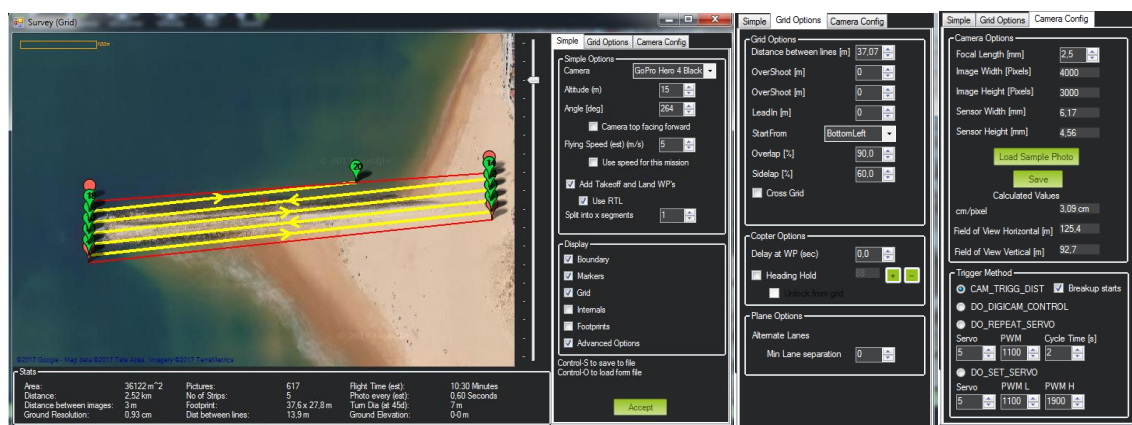 Survey (Grid)
100m
© 2017 Google
20
©2017 Google - Map data ©2017 Tele Atlas, Imagery ©2017 TerraMetrics
Stats
Area: 36122 m^2 Pictures: 617 Flight Time (est): 10:30 Minutes
Distance: 2,52 km No of Strips: 5 Photo every (est): 0,60 Seconds
Distance between images: 3 m Footprint: 37,6 x 27,8 m Turn Dia (at 45d): 7 m
Ground Resolution: 0,93 cm Dist between lines: 13,9 m Ground Elevation: 0-0 m
Simple Grid Options Camera Config
Simple Options
Camera GoPro Hero 4 Black
Altitude (m) 15
Angle [deg] 264
Camera top facing forward
Flying Speed (est) (m/s) 5
Use speed for this mission
Add Takeoff and Land WP's
Use RTL
Split into x segments 1
Display
Boundary
Markers
Grid
Internals
Footprints
Advanced Options
Control-S to save to file
Control-O to load form file
Accept
Simple Grid Options Camera Config
Grid Options
Distance between lines [m] 37,07
OverShoot [m] 0
OverShoot [m] 0
LeadIn [m] 0
StartFrom BottomLeft
Overlap [%] 90,0
Sidelap [%] 60,0
Cross Grid
Copter Options
Delay at WP (sec) 0,0
Heading Hold + -
Unlock from grid
Plane Options
Alternate Lanes
Min Lane separation 0
Simple Grid Options Camera Config
Camera Options
Focal Length [mm] 2,5
Image Width [Pixels] 4000
Image Height [Pixels] 3000
Sensor Width [mm] 6,17
Sensor Height [mm] 4,56
Load Sample Photo
Save
Calculated Values
cm/pixel 3,09 cm
Field of View Horizontal [m] 125,4
Field of View Vertical [m] 92,7
Trigger Method
CAM_TRIGG_DIST Breakup starts
DO_DIGICAM_CONTROL
DO_REPEAT_SERVO
Servo PWM Cycle Time [s]
5 1100 2
DO_SET_SERVO
Servo PWM L PWM H
5 1100 1900